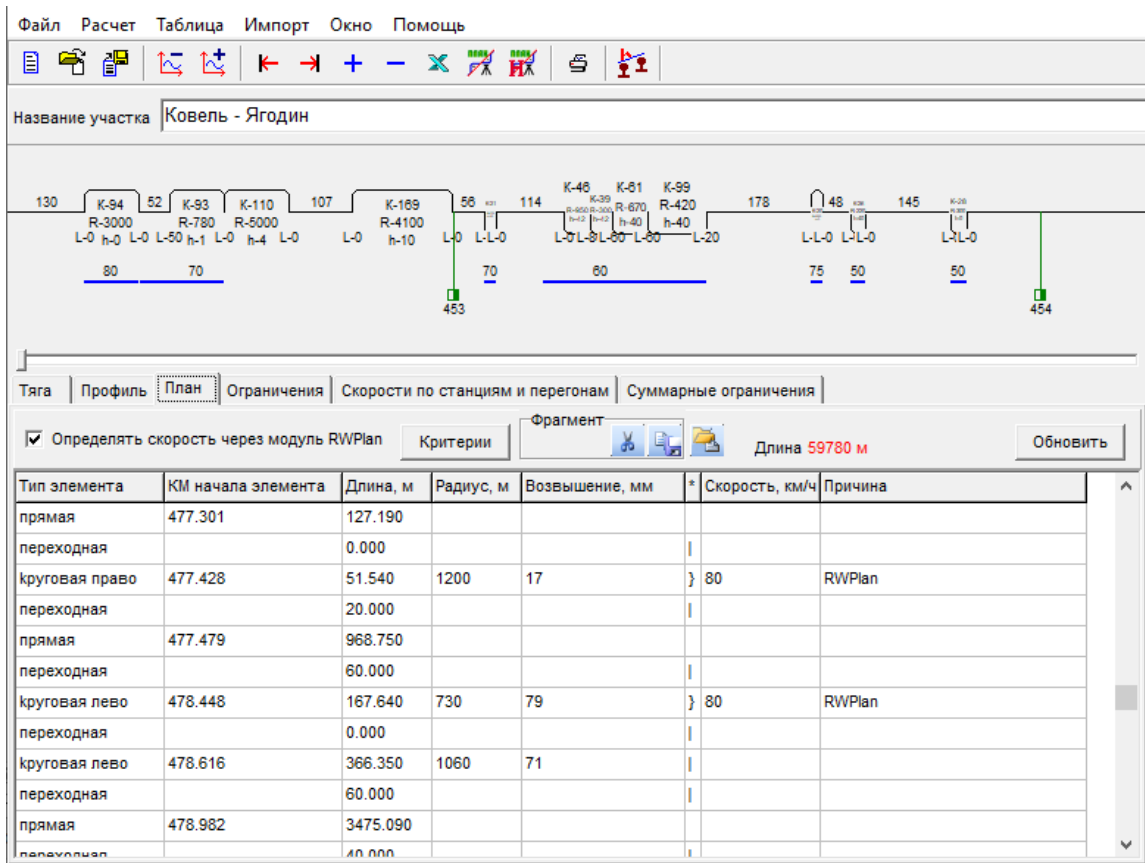 Файл Расчет Таблица Импорт Окно Помощь
Название участка Ковель - Ягодин
130 K-94 52 K-93 K-110 107 K-169 56 114 K-46 K-39 K-61 K-99 178 48 145
R-3000 R-780 R-5000 R-4100 R-670 R-420
L-0 h-0 L-0 L-50 h-1 L-0 h-4 L-0 L-0 h-10 L-0 L-L-0 h-40 L-60 h-40 L-20 L-L-0
80 70 70 60 75 50 50
453 454
Тяга Профиль План Ограничения Скорости по станциям и перегонам Суммарные ограничения
Определять скорость через модуль RWPlan Критерии Фрагмент Длина 59780 м Обновить
Тип элемента КМ начала элемента Длина, м Радиус, м Возвышение, мм * Скорость, км/ч Причина
прямая 477.301 127.190
переходная 0.000 |
круговая право 477.428 51.540 1200 17 } 80 RWPlan
переходная 20.000 |
прямая 477.479 968.750
переходная 60.000 |
круговая лево 478.448 167.640 730 79 } 80 RWPlan
переходная 0.000 |
круговая лево 478.616 366.350 1060 71 |
переходная 60.000 |
прямая 478.982 3475.090
переходная 40.000 |